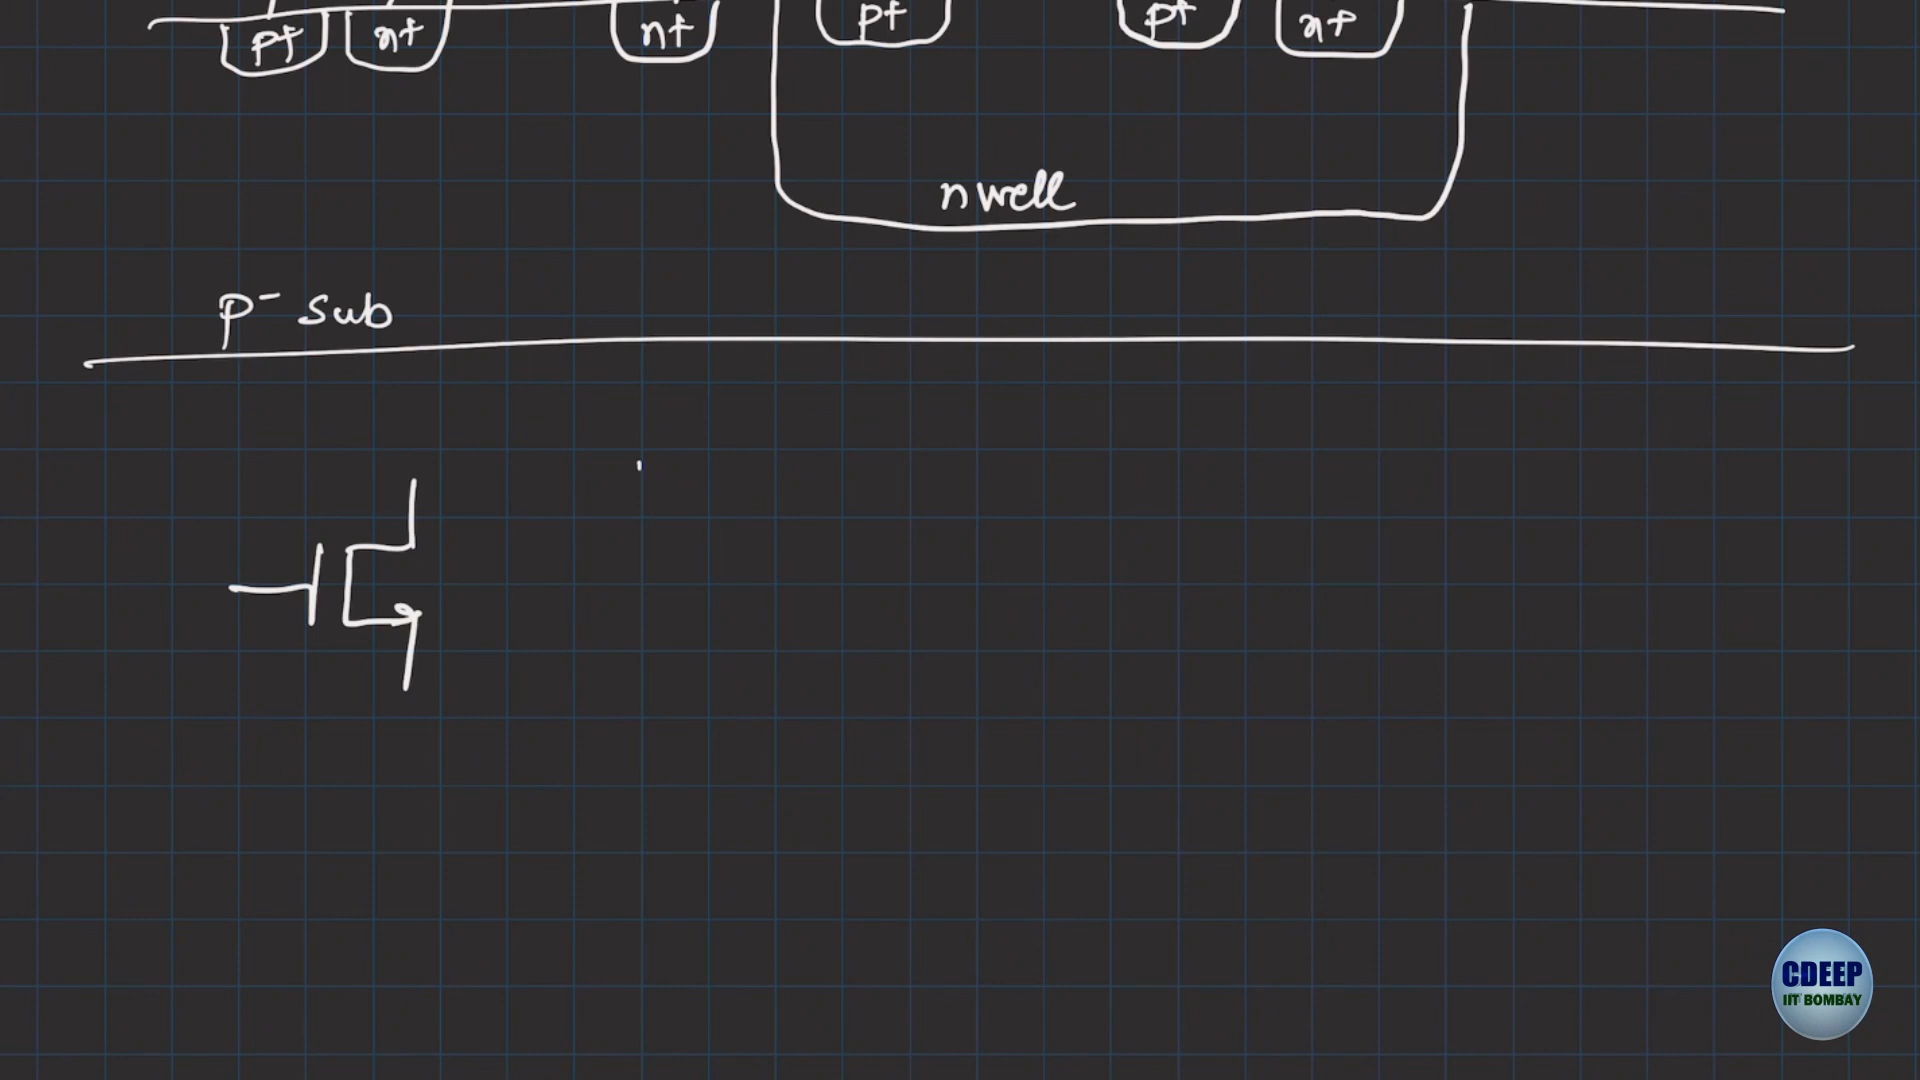 p+ n+ n+ p+ p+ n+
n well
p- sub
CDEEP
IIT BOMBAY